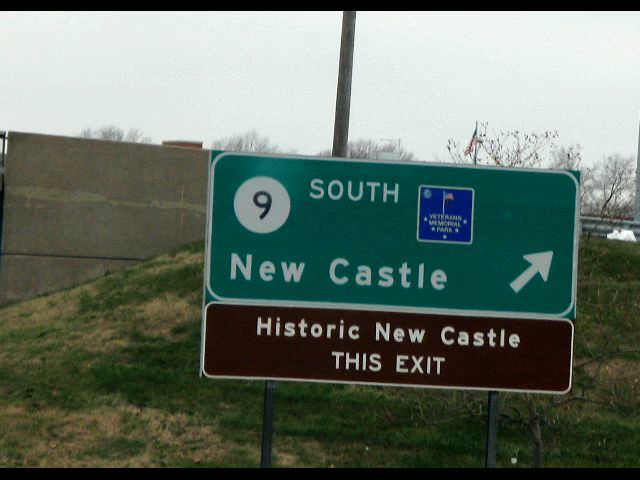 9 SOUTH
VETERANS
MEMORIAL
PARK
New Castle
Historic New Castle
THIS EXIT